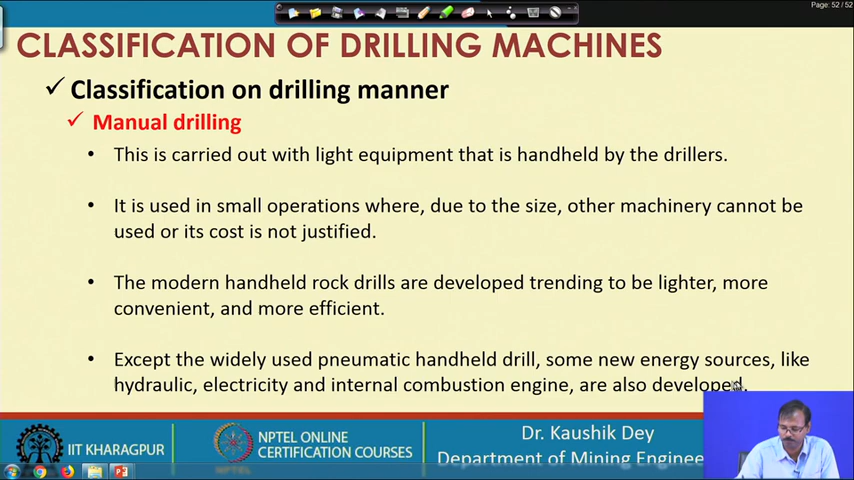 Page: 52 / 52
CLASSIFICATION OF DRILLING MACHINES
✓ Classification on drilling manner
✓ Manual drilling
• This is carried out with light equipment that is handheld by the drillers.
• It is used in small operations where, due to the size, other machinery cannot be
used or its cost is not justified.
• The modern handheld rock drills are developed trending to be lighter, more
convenient, and more efficient.
• Except the widely used pneumatic handheld drill, some new energy sources, like
hydraulic, electricity and internal combustion engine, are also developed.
IIT KHARAGPUR
NPTEL ONLINE
CERTIFICATION COURSES
Dr. Kaushik Dey
Department of Mining Enginee